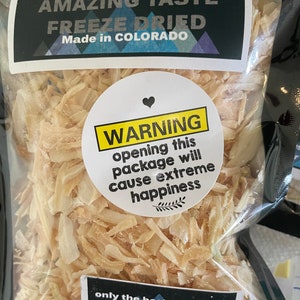 AMAZING TASTE
FREEZE DRIED
Made in COLORADO
WARNING
opening this
package will
cause extreme
happiness
only the